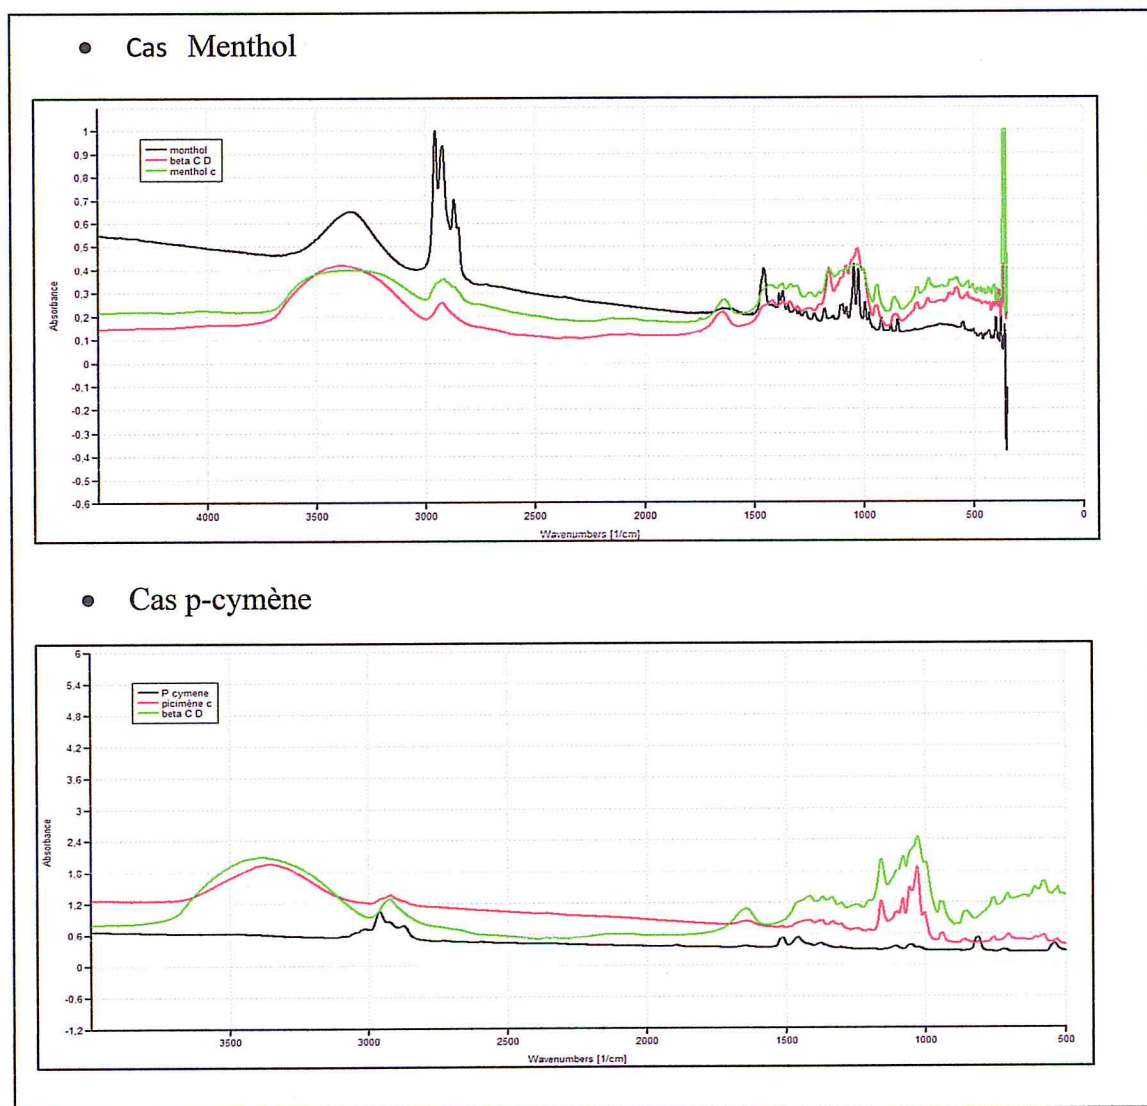 • Cas Menthol
monthol
beta C D
menthol c
1
0,9
0,8
0,7
0,6
0,5
0,4
0,3
0,2
0,1
0
-0,1
-0,2
-0,3
-0,4
-0,5
-0,6
Absorbance
4000 3500 3000 2500 2000 1500 1000 500 0
Wavenumbers [1/cm]
• Cas p-cymène
P cymene
picimène c
beta C D
6
5,4
4,8
4,2
3,6
3
2,4
1,8
1,2
0,6
0
-0,6
-1,2
Absorbance
3500 3000 2500 2000 1500 1000 500
Wavenumbers [1/cm]